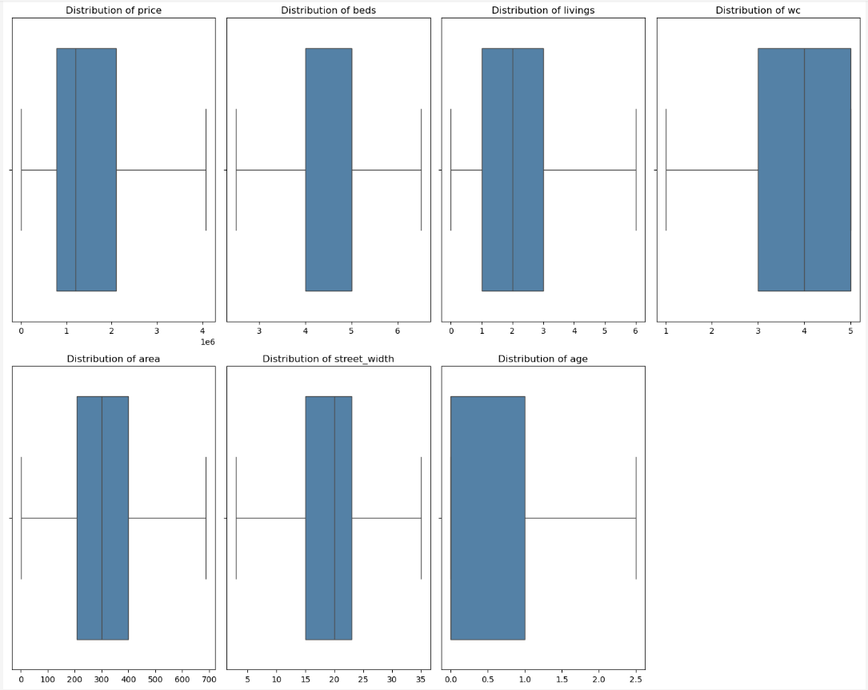 Distribution of price
Distribution of beds
Distribution of livings
Distribution of wc
0 1 2 3 4
1e6
3 4 5 6
0 1 2 3 4 5 6
1 2 3 4 5
Distribution of area
Distribution of street_width
Distribution of age
0 100 200 300 400 500 600 700
5 10 15 20 25 30 35
0.0 0.5 1.0 1.5 2.0 2.5